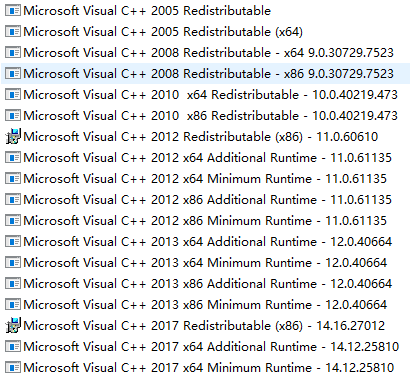 Microsoft Visual C++ 2005 Redistributable
Microsoft Visual C++ 2005 Redistributable (x64)
Microsoft Visual C++ 2008 Redistributable - x64 9.0.30729.7523
Microsoft Visual C++ 2008 Redistributable - x86 9.0.30729.7523
Microsoft Visual C++ 2010  x64 Redistributable - 10.0.40219.473
Microsoft Visual C++ 2010  x86 Redistributable - 10.0.40219.473
Microsoft Visual C++ 2012 Redistributable (x86) - 11.0.60610
Microsoft Visual C++ 2012 x64 Additional Runtime - 11.0.61135
Microsoft Visual C++ 2012 x64 Minimum Runtime - 11.0.61135
Microsoft Visual C++ 2012 x86 Additional Runtime - 11.0.61135
Microsoft Visual C++ 2012 x86 Minimum Runtime - 11.0.61135
Microsoft Visual C++ 2013 x64 Additional Runtime - 12.0.40664
Microsoft Visual C++ 2013 x64 Minimum Runtime - 12.0.40664
Microsoft Visual C++ 2013 x86 Additional Runtime - 12.0.40664
Microsoft Visual C++ 2013 x86 Minimum Runtime - 12.0.40664
Microsoft Visual C++ 2017 Redistributable (x86) - 14.16.27012
Microsoft Visual C++ 2017 x64 Additional Runtime - 14.12.25810
Microsoft Visual C++ 2017 x64 Minimum Runtime - 14.12.25810